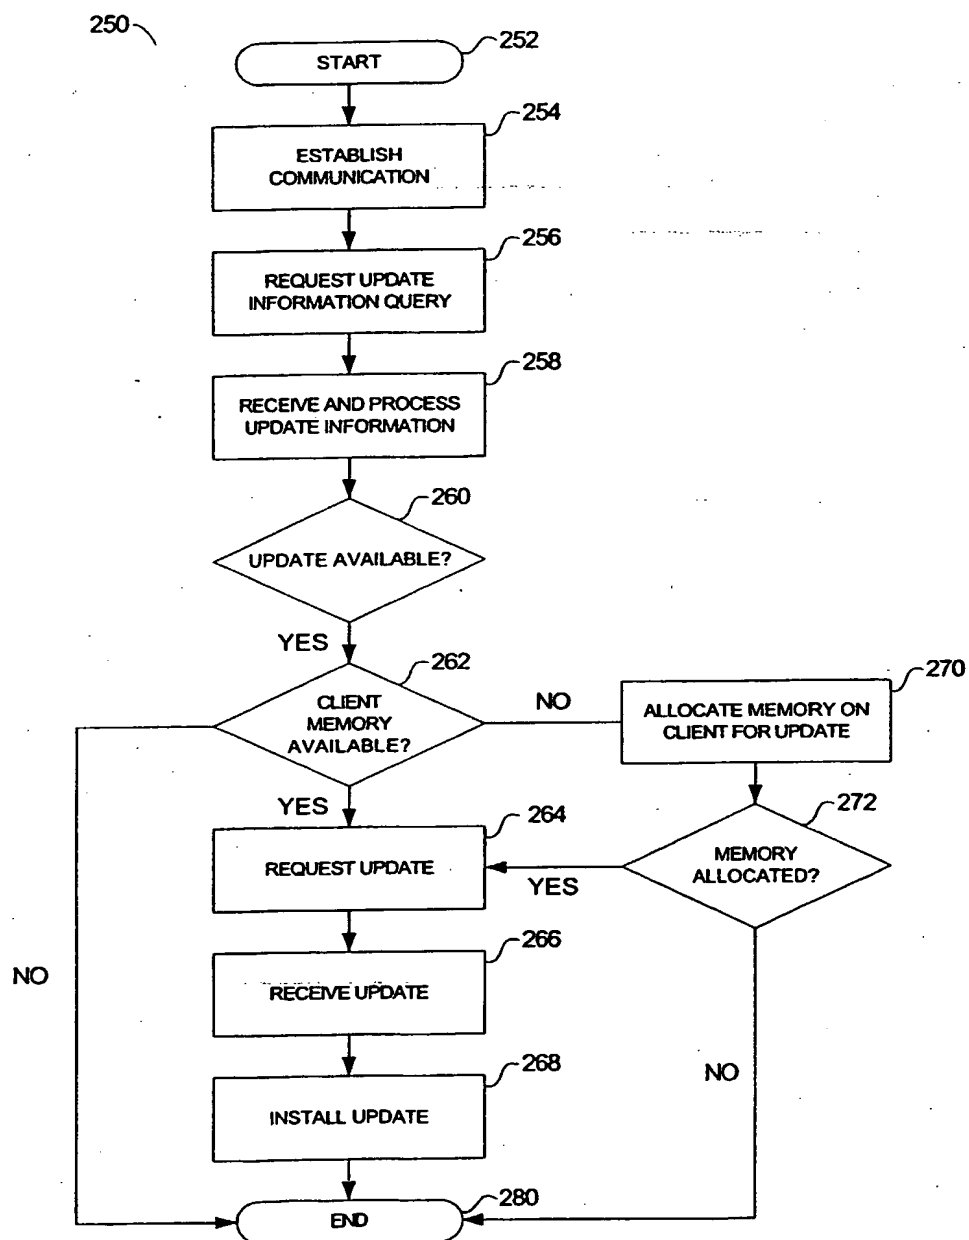 250
START
252
254
ESTABLISH
COMMUNICATION
256
REQUEST UPDATE
INFORMATION QUERY
258
RECEIVE AND PROCESS
UPDATE INFORMATION
260
UPDATE AVAILABLE?
YES
262
CLIENT
MEMORY
AVAILABLE?
NO
270
ALLOCATE MEMORY ON
CLIENT FOR UPDATE
YES
264
REQUEST UPDATE
272
MEMORY
ALLOCATED?
YES
266
RECEIVE UPDATE
NO
268
INSTALL UPDATE
NO
280
END